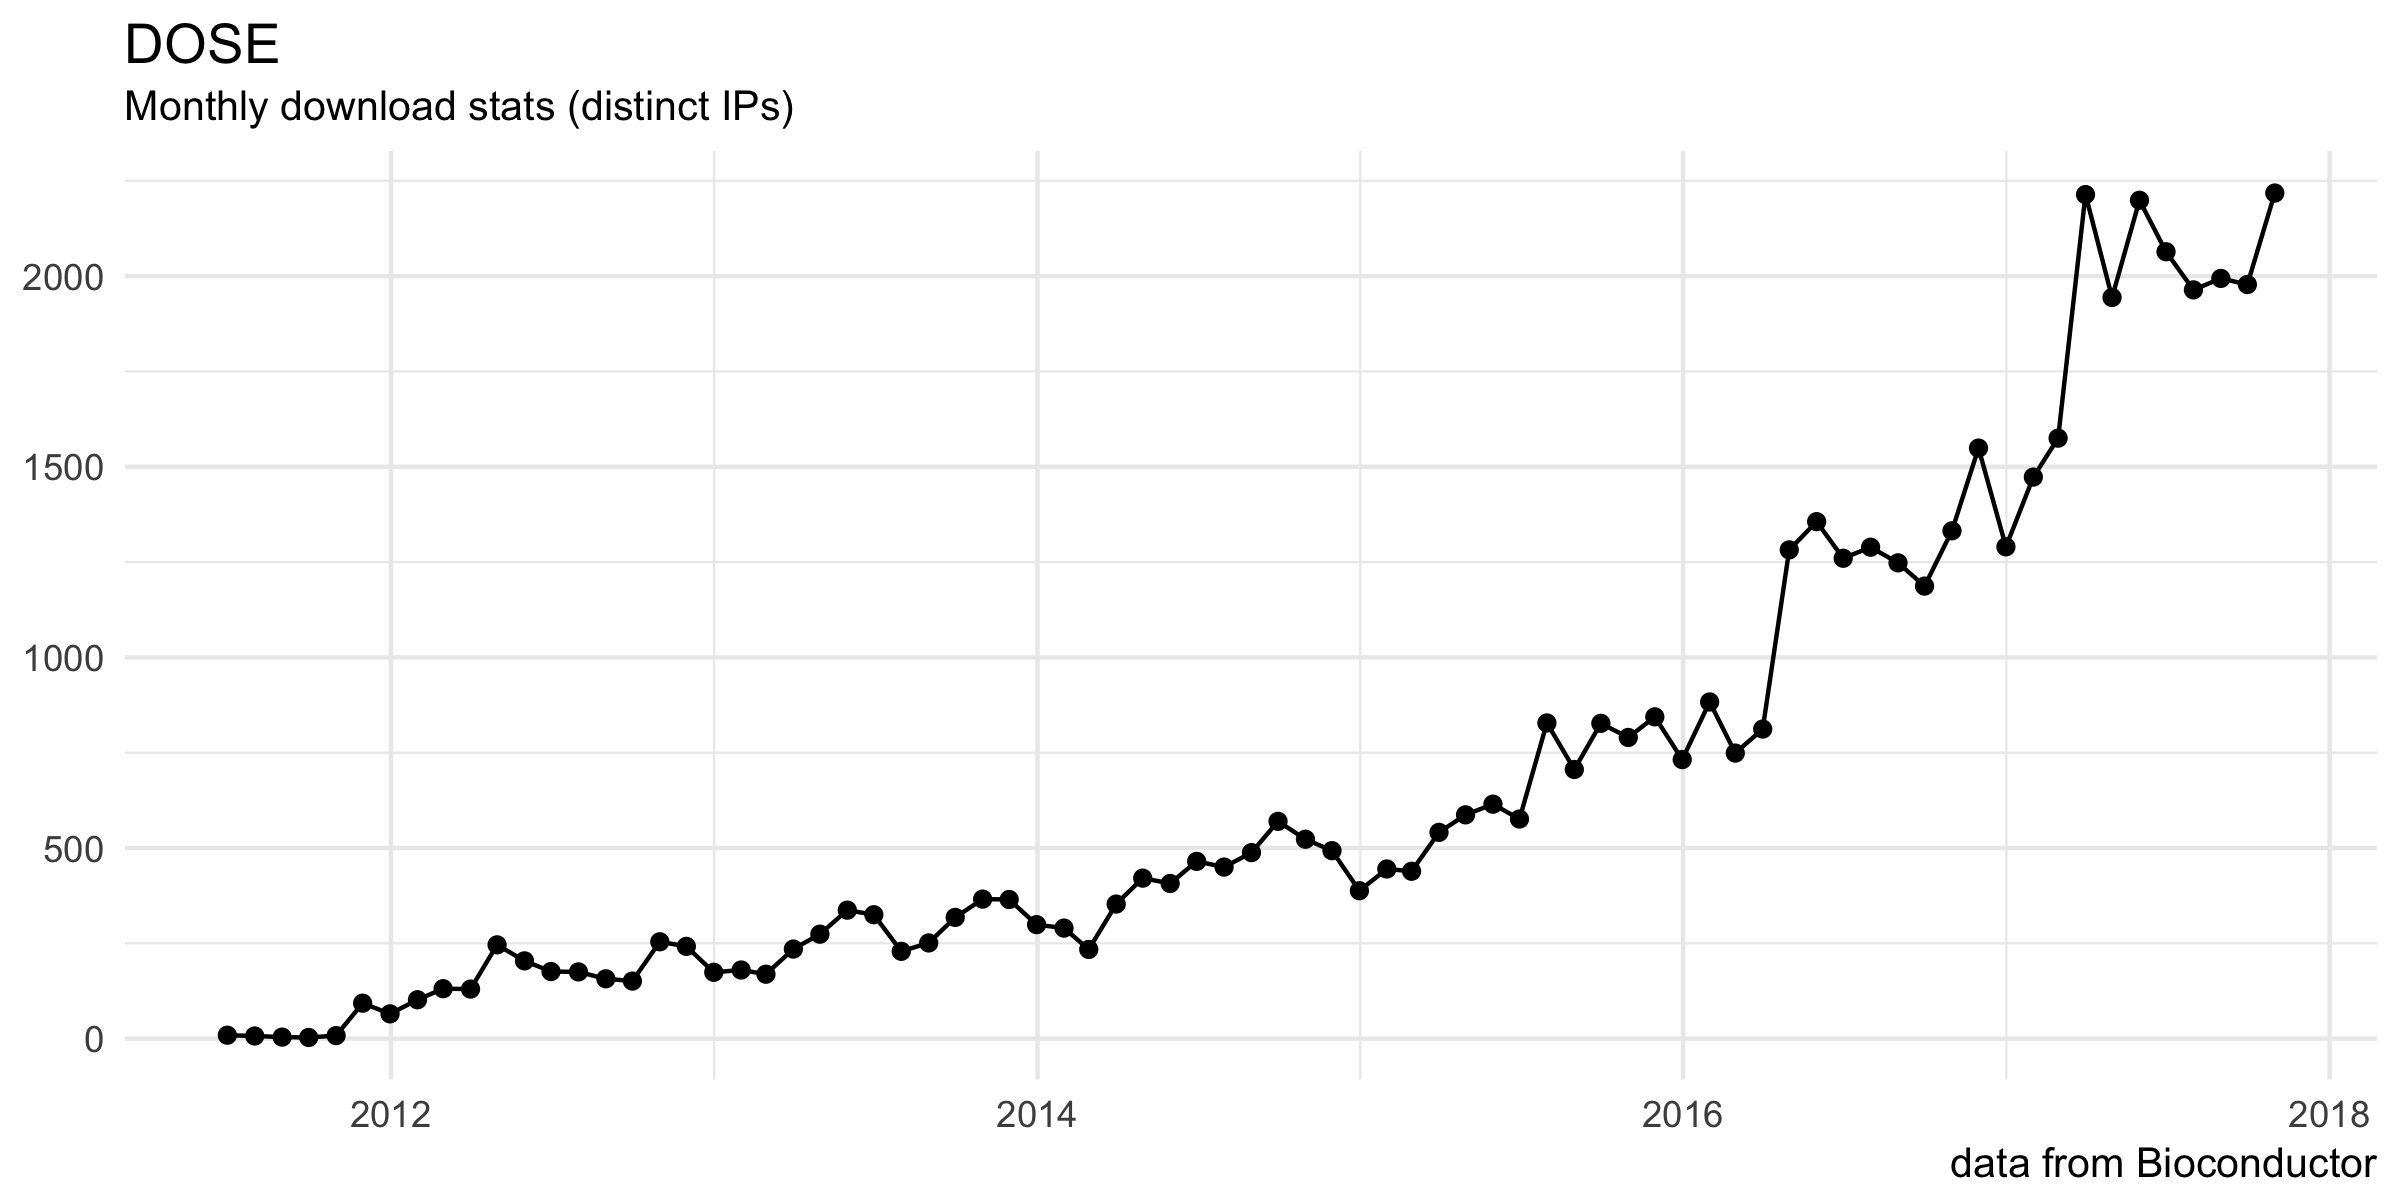 DOSE
Monthly download stats (distinct IPs)
2000
1500
1000
500
0
2012 2014 2016 2018
data from Bioconductor